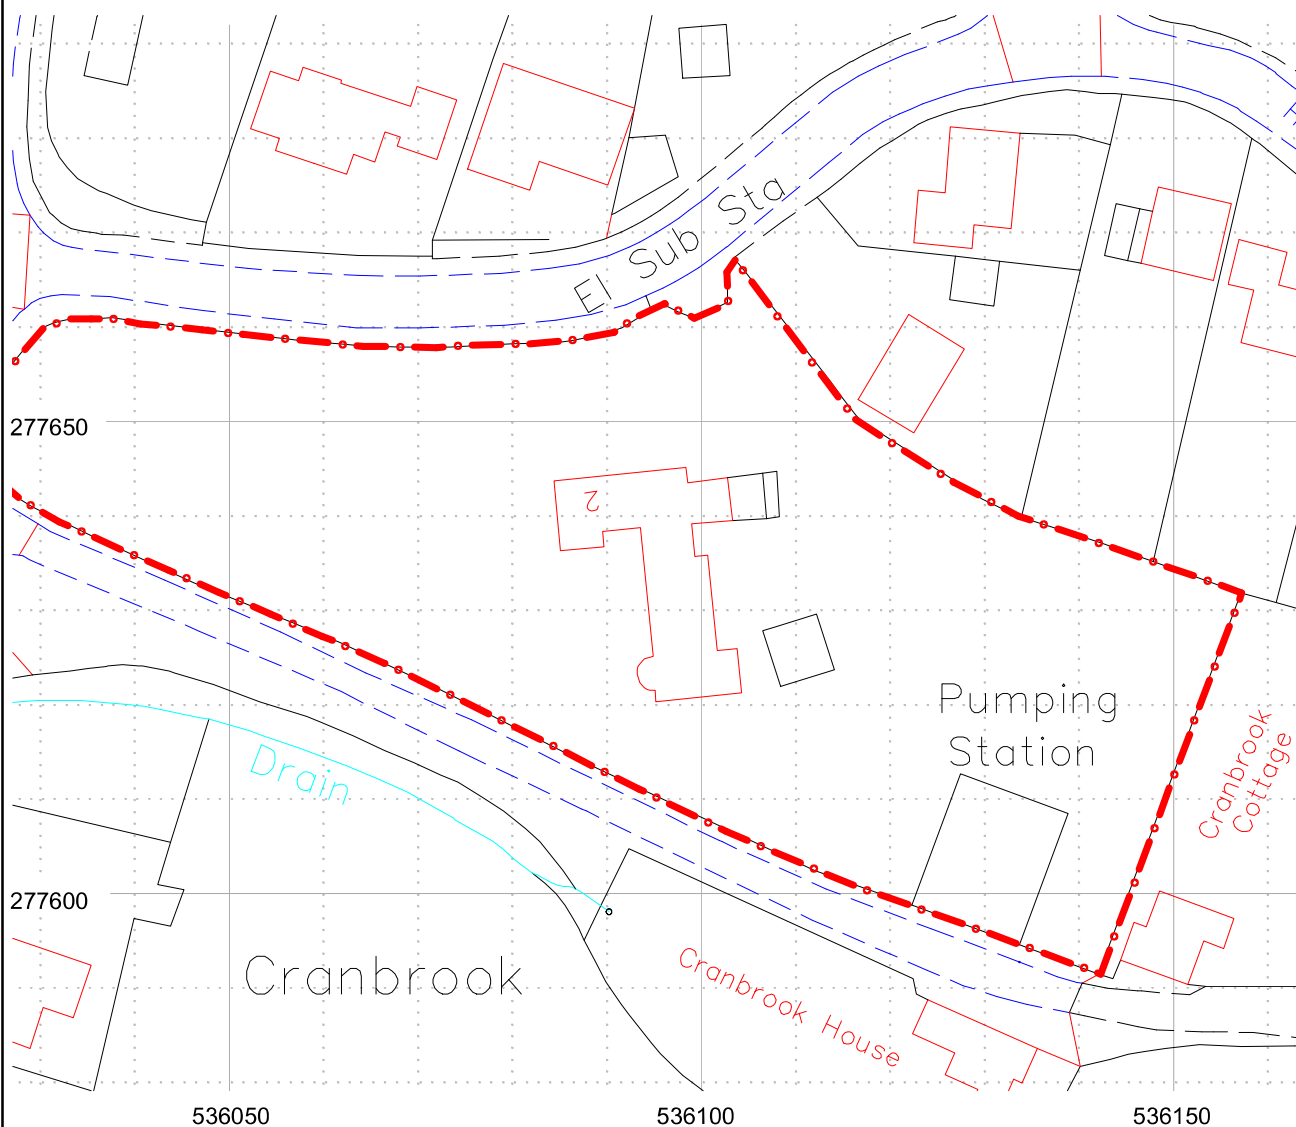 El Sub Sta
277650
2
Pumping
Station
Cranbrook
Cottage
Drain
277600
Cranbrook
Cranbrook House
536050
536100
536150